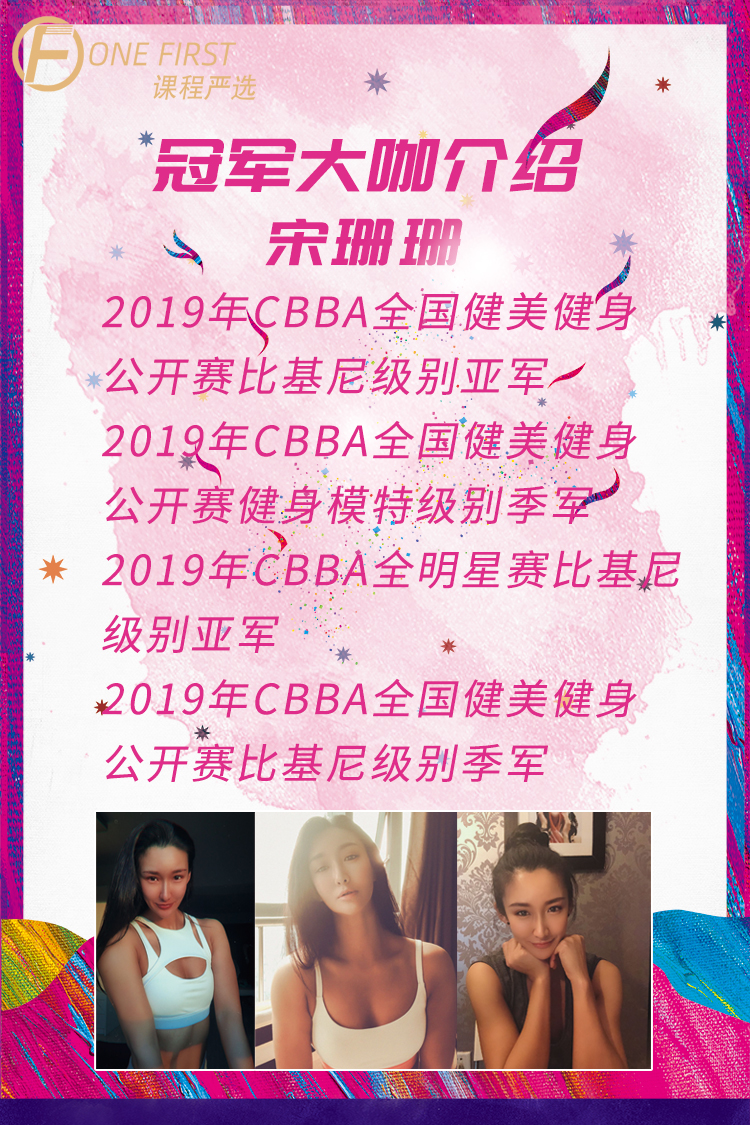 ONE FIRST
课程严选
冠军大咖介绍
宋珊珊
2019年CBBA全国健美健身
公开赛比基尼级别亚军
2019年CBBA全国健美健身
公开赛健身模特级别季军
2019年CBBA全明星赛比基尼
级别亚军
2019年CBBA全国健美健身
公开赛比基尼级别季军